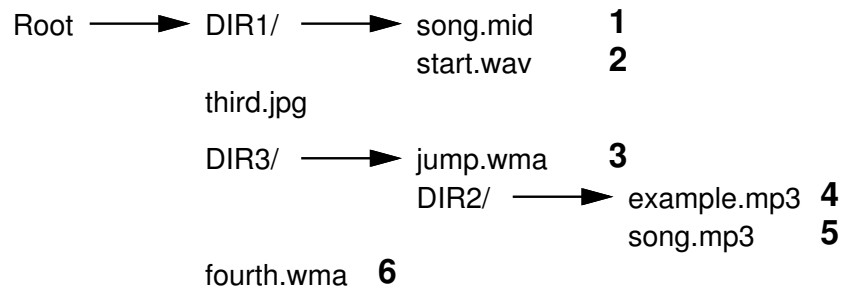 Root DIR1/ song.mid 1
start.wav 2
third.jpg
DIR3/ jump.wma 3
DIR2/ example.mp3 4
song.mp3 5
fourth.wma 6